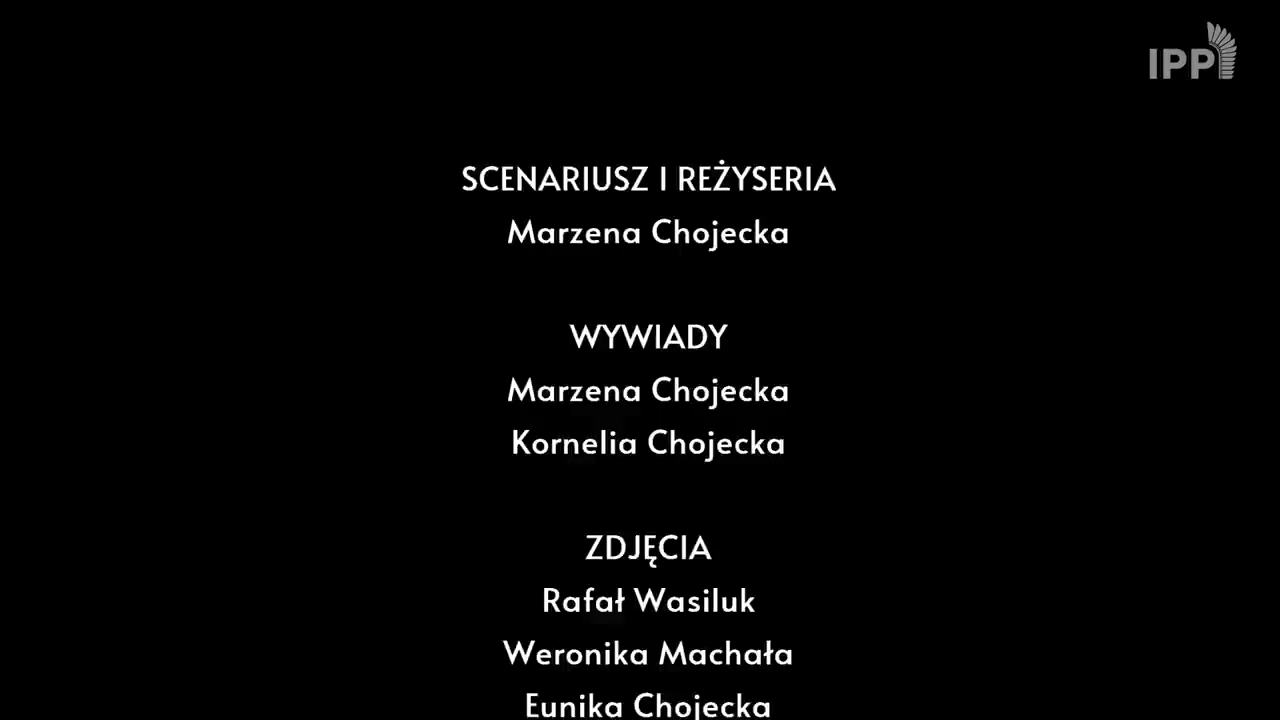 IPP
SCENARIUSZ I REŻYSERIA
Marzena Chojecka
WYWIADY
Marzena Chojecka
Kornelia Chojecka
ZDJĘCIA
Rafał Wasiluk
Weronika Machała
Eunika Chojecka